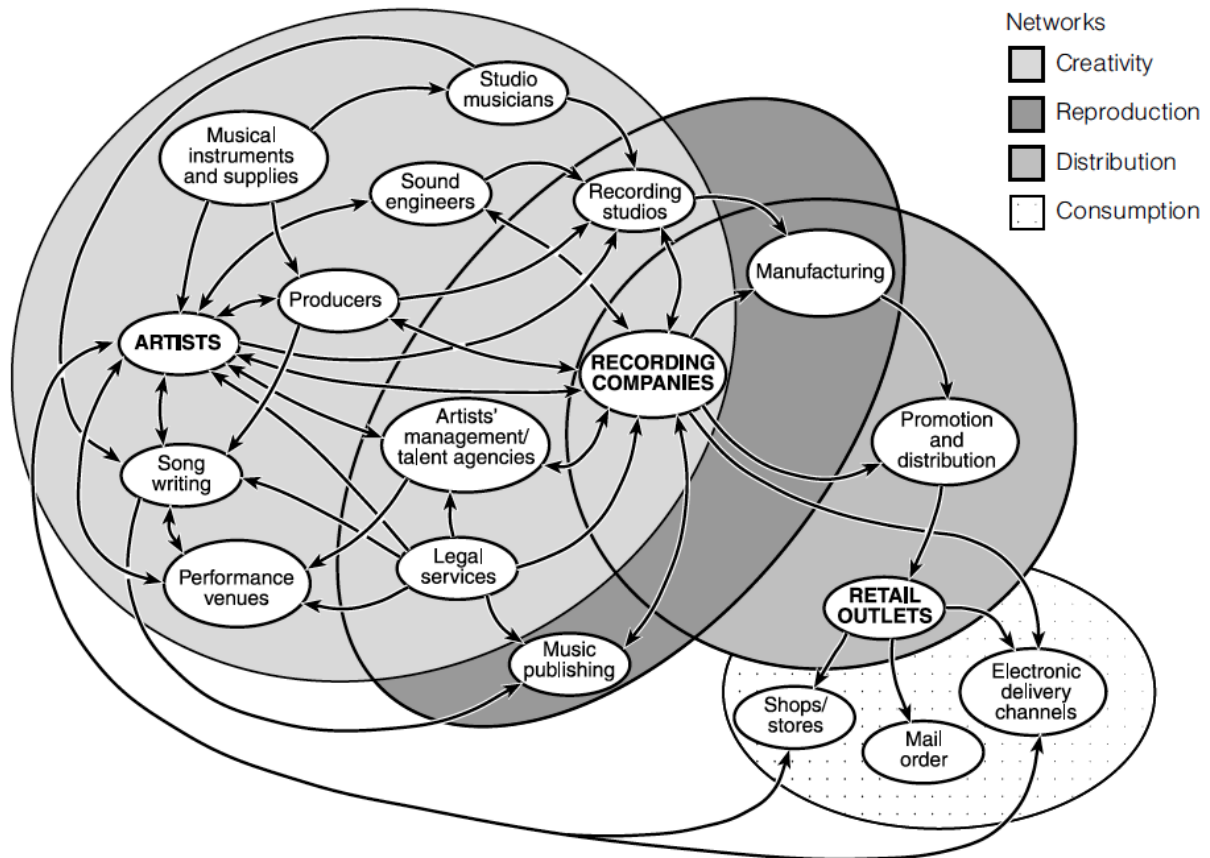 Networks
Creativity
Reproduction
Distribution
Consumption
Studio
musicians
Musical
instruments
and supplies
Sound
engineers
Recording
studios
Manufacturing
Producers
ARTISTS
RECORDING
COMPANIES
Artists'
management/
talent agencies
Promotion
and
distribution
Song
writing
Legal
services
Performance
venues
RETAIL
OUTLETS
Music
publishing
Electronic
delivery
channels
Shops/
stores
Mail
order